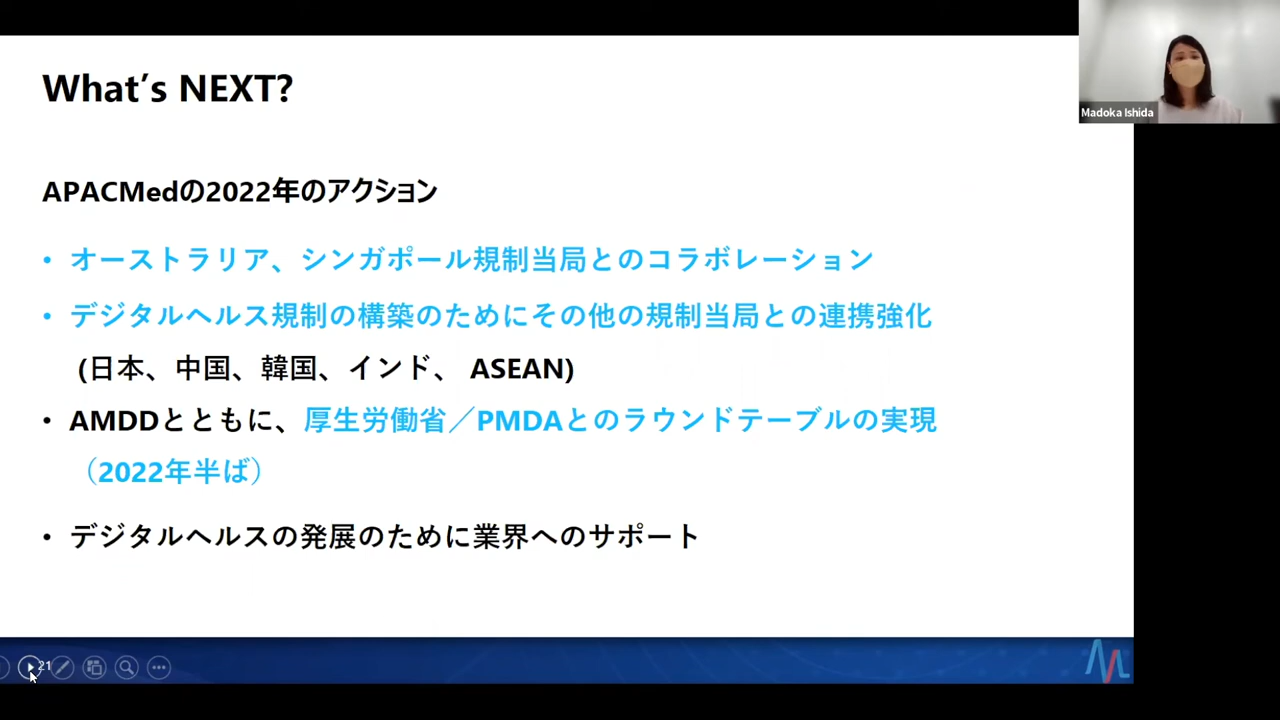 What's NEXT?
Madoka Ishida
APACMedの2022年のアクション
• オーストラリア、シンガポール規制当局とのコラボレーション
• デジタルヘルス規制の構築のためにその他の規制当局との連携強化
(日本、中国、韓国、インド、 ASEAN)
• AMDDとともに、厚生労働省／PMDAとのラウンドテーブルの実現
（2022年半ば）
• デジタルヘルスの発展のために業界へのサポート
21